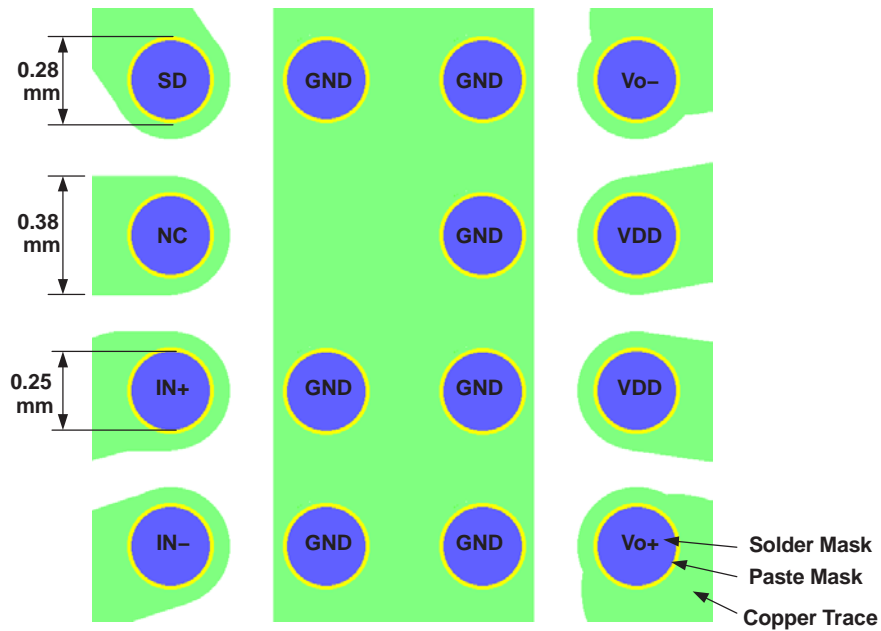 0.28
mm
SD
GND
GND
Vo–
0.38
mm
NC
GND
VDD
0.25
mm
IN+
GND
GND
VDD
IN–
GND
GND
Vo+
Solder Mask
Paste Mask
Copper Trace